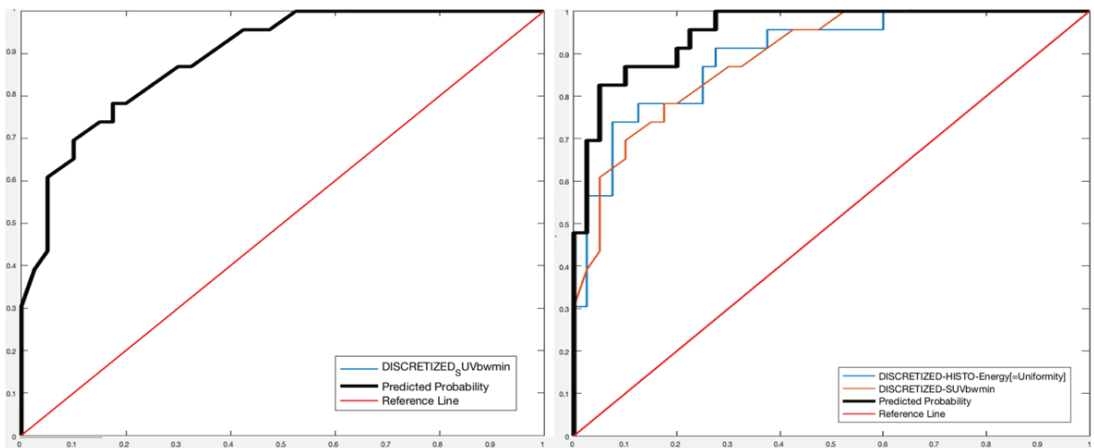 1
0.9
0.8
0.7
0.6
0.5
0.4
0.3
0.2
0.1
0
0 0.1 0.2 0.3 0.4 0.5 0.6 0.7 0.8 0.9 1
DISCRETIZED_SUVbwmin
Predicted Probability
Reference Line
1
0.9
0.8
0.7
0.6
0.5
0.4
0.3
0.2
0.1
0
0 0.1 0.2 0.3 0.4 0.5 0.6 0.7 0.8 0.9 1
DISCRETIZED-HISTO-Energy[=Uniformity]
DISCRETIZED-SUVbwmin
Predicted Probability
Reference Line